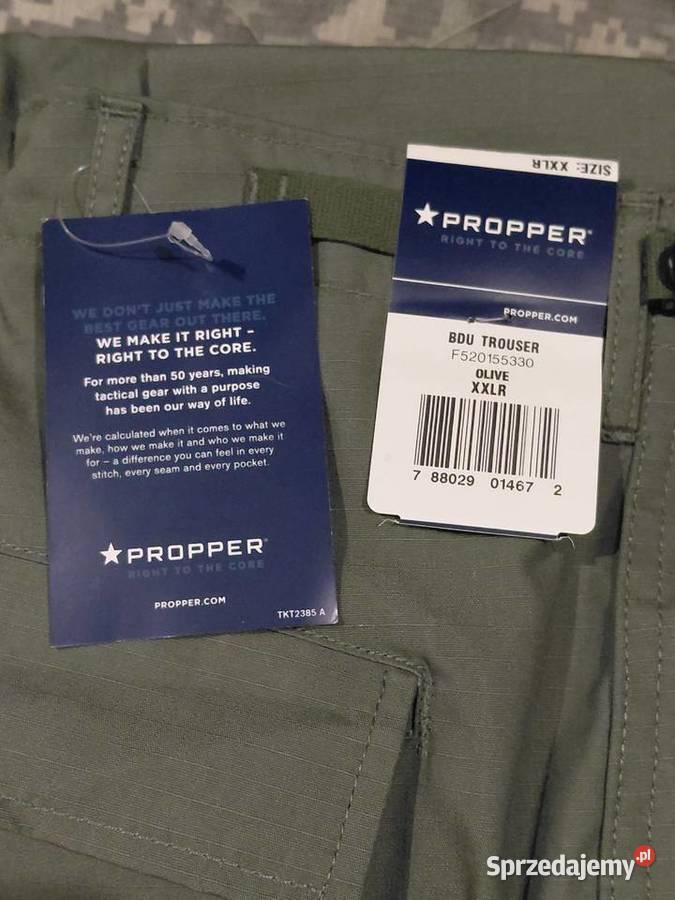 WE DON'T JUST MAKE THE
BEST GEAR OUT THERE.
WE MAKE IT RIGHT –
RIGHT TO THE CORE.
For more than 50 years, making
tactical gear with a purpose
has been our way of life.
We're calculated when it comes to what we
make, how we make it and who we make it
for – a difference you can feel in every
stitch, every seam and every pocket.
PROPPER
RIGHT TO THE CORE
PROPPER.COM
TKT2385 A
SIZE: XXLR
PROPPER
RIGHT TO THE CORE
PROPPER.COM
BDU TROUSER
F520155330
OLIVE
XXLR
7 88029 01467 2
Sprzedajemy.pl